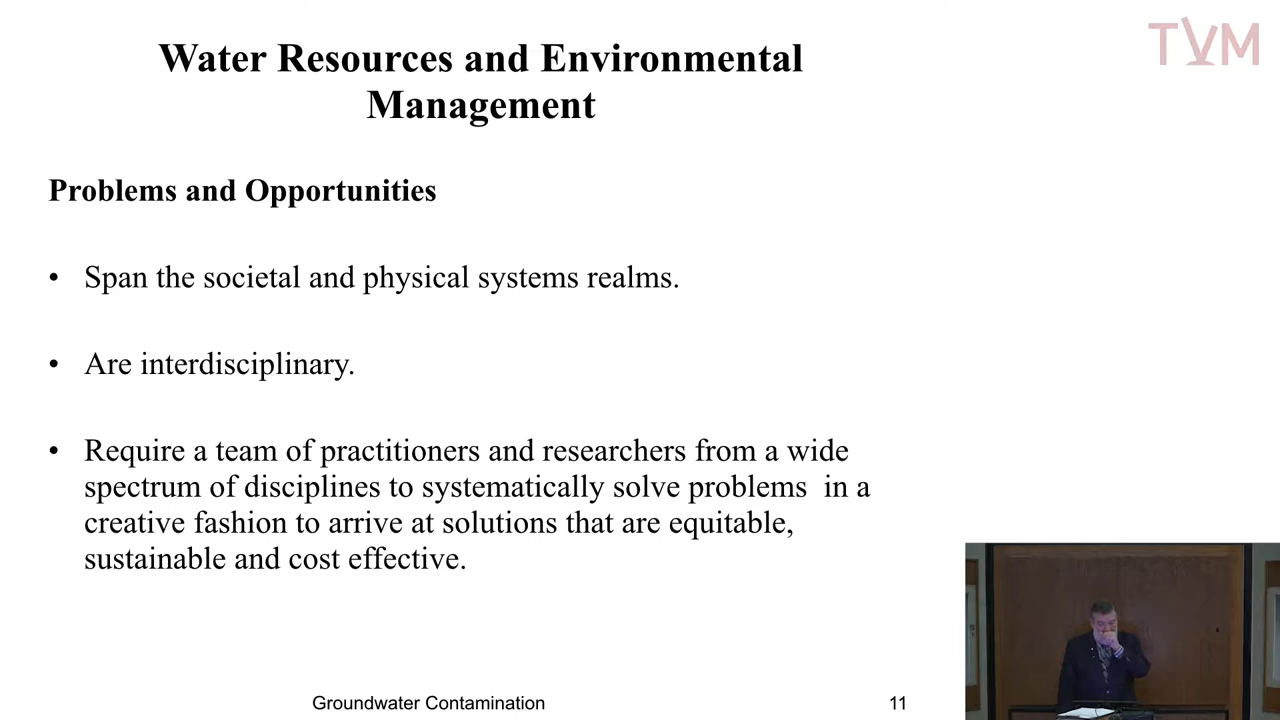 TVM
Water Resources and Environmental
Management
Problems and Opportunities
• Span the societal and physical systems realms.
• Are interdisciplinary.
• Require a team of practitioners and researchers from a wide
spectrum of disciplines to systematically solve problems  in a
creative fashion to arrive at solutions that are equitable,
sustainable and cost effective.
Groundwater Contamination
11